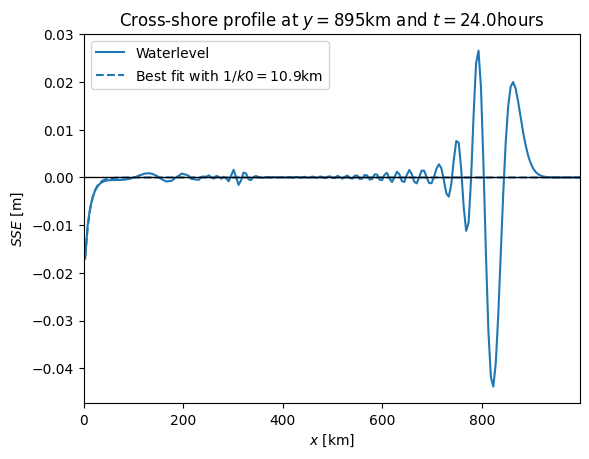 Cross-shore profile at y = 895km and t = 24.0hours
Waterlevel
Best fit with 1/k0 = 10.9km
0.03
0.02
0.01
0.00
−0.01
−0.02
−0.03
−0.04
SSE [m]
0 200 400 600 800
x [km]